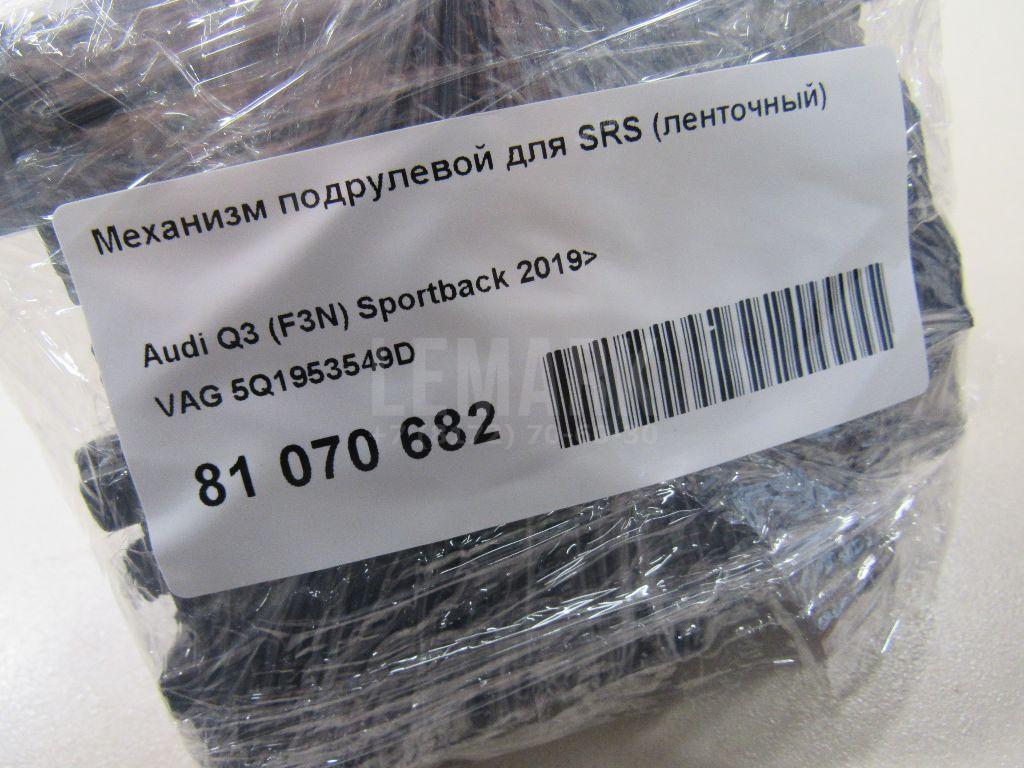 Механизм подрулевой для SRS (ленточный)
Audi Q3 (F3N) Sportback 2019>
VAG 5Q1953549D
81 070 682